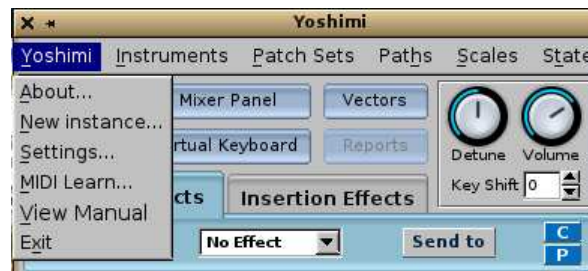 Yoshimi
Yoshimi Instruments Patch Sets Paths Scales State
About...
New instance...
Settings...
MIDI Learn...
View Manual
Exit
Mixer Panel Vectors
rtual Keyboard Reports
Detune Volume
Key Shift 0
cts Insertion Effects
No Effect Send to C
P